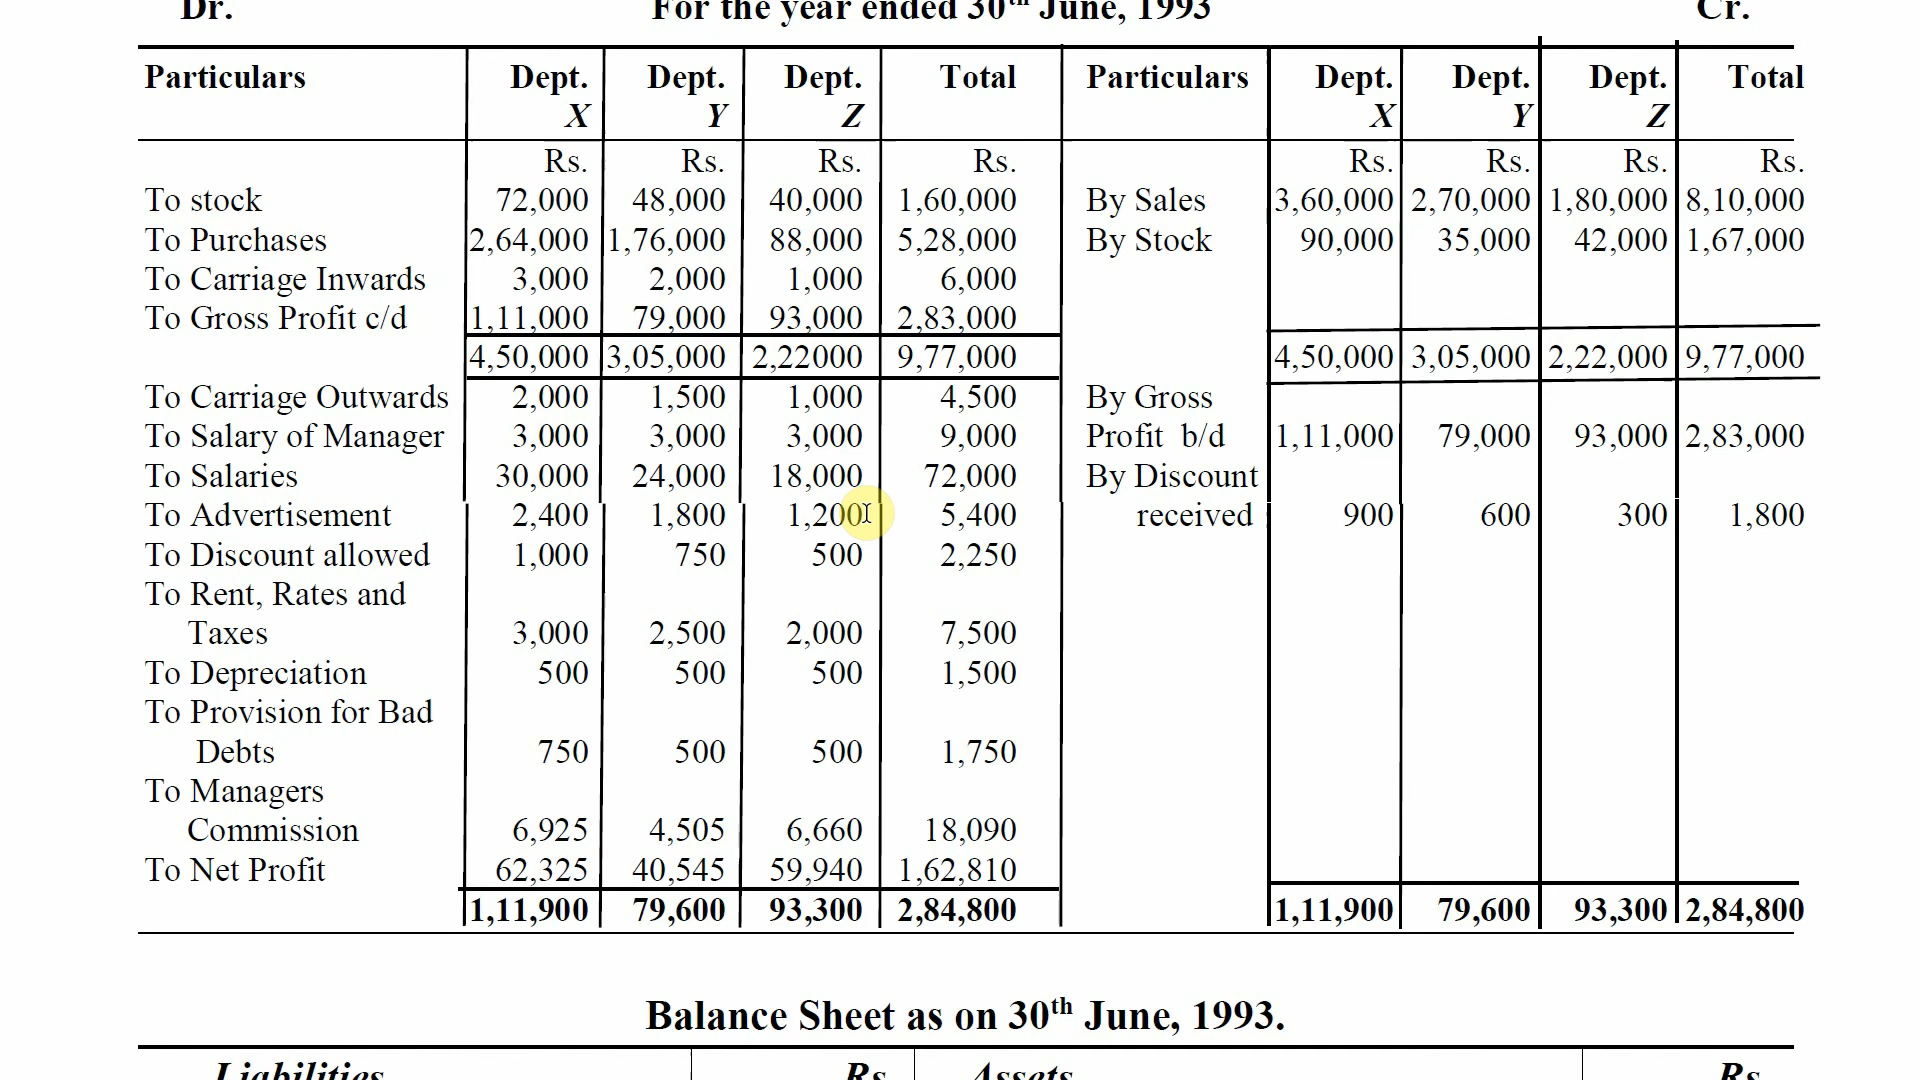 Dr. For the year ended 30th June, 1993 Cr.
Particulars Dept. Dept. Dept. Total Particulars Dept. Dept. Dept. Total
X Y Z X Y Z
Rs. Rs. Rs. Rs. Rs. Rs. Rs. Rs.
To stock 72,000 48,000 40,000 1,60,000 By Sales 3,60,000 2,70,000 1,80,000 8,10,000
To Purchases 2,64,000 1,76,000 88,000 5,28,000 By Stock 90,000 35,000 42,000 1,67,000
To Carriage Inwards 3,000 2,000 1,000 6,000
To Gross Profit c/d 1,11,000 79,000 93,000 2,83,000
4,50,000 3,05,000 2,22000 9,77,000 4,50,000 3,05,000 2,22,000 9,77,000
To Carriage Outwards 2,000 1,500 1,000 4,500 By Gross
To Salary of Manager 3,000 3,000 3,000 9,000 Profit b/d 1,11,000 79,000 93,000 2,83,000
To Salaries 30,000 24,000 18,000 72,000 By Discount
To Advertisement 2,400 1,800 1,200 5,400 received 900 600 300 1,800
To Discount allowed 1,000 750 500 2,250
To Rent, Rates and
Taxes 3,000 2,500 2,000 7,500
To Depreciation 500 500 500 1,500
To Provision for Bad
Debts 750 500 500 1,750
To Managers
Commission 6,925 4,505 6,660 18,090
To Net Profit 62,325 40,545 59,940 1,62,810
1,11,900 79,600 93,300 2,84,800 1,11,900 79,600 93,300 2,84,800
Balance Sheet as on 30th June, 1993.
Liabilities Rs Assets Rs